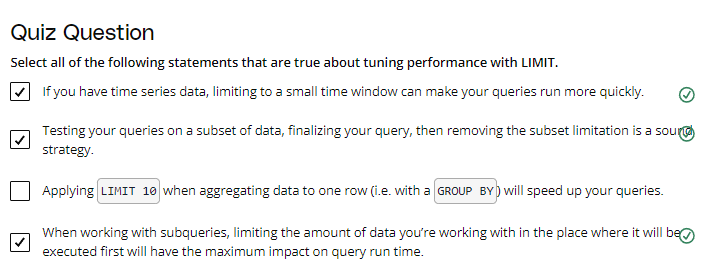 Quiz Question
Select all of the following statements that are true about tuning performance with LIMIT.
If you have time series data, limiting to a small time window can make your queries run more quickly.
Testing your queries on a subset of data, finalizing your query, then removing the subset limitation is a sound
strategy.
Applying LIMIT 10 when aggregating data to one row (i.e. with a GROUP BY) will speed up your queries.
When working with subqueries, limiting the amount of data you're working with in the place where it will be
executed first will have the maximum impact on query run time.